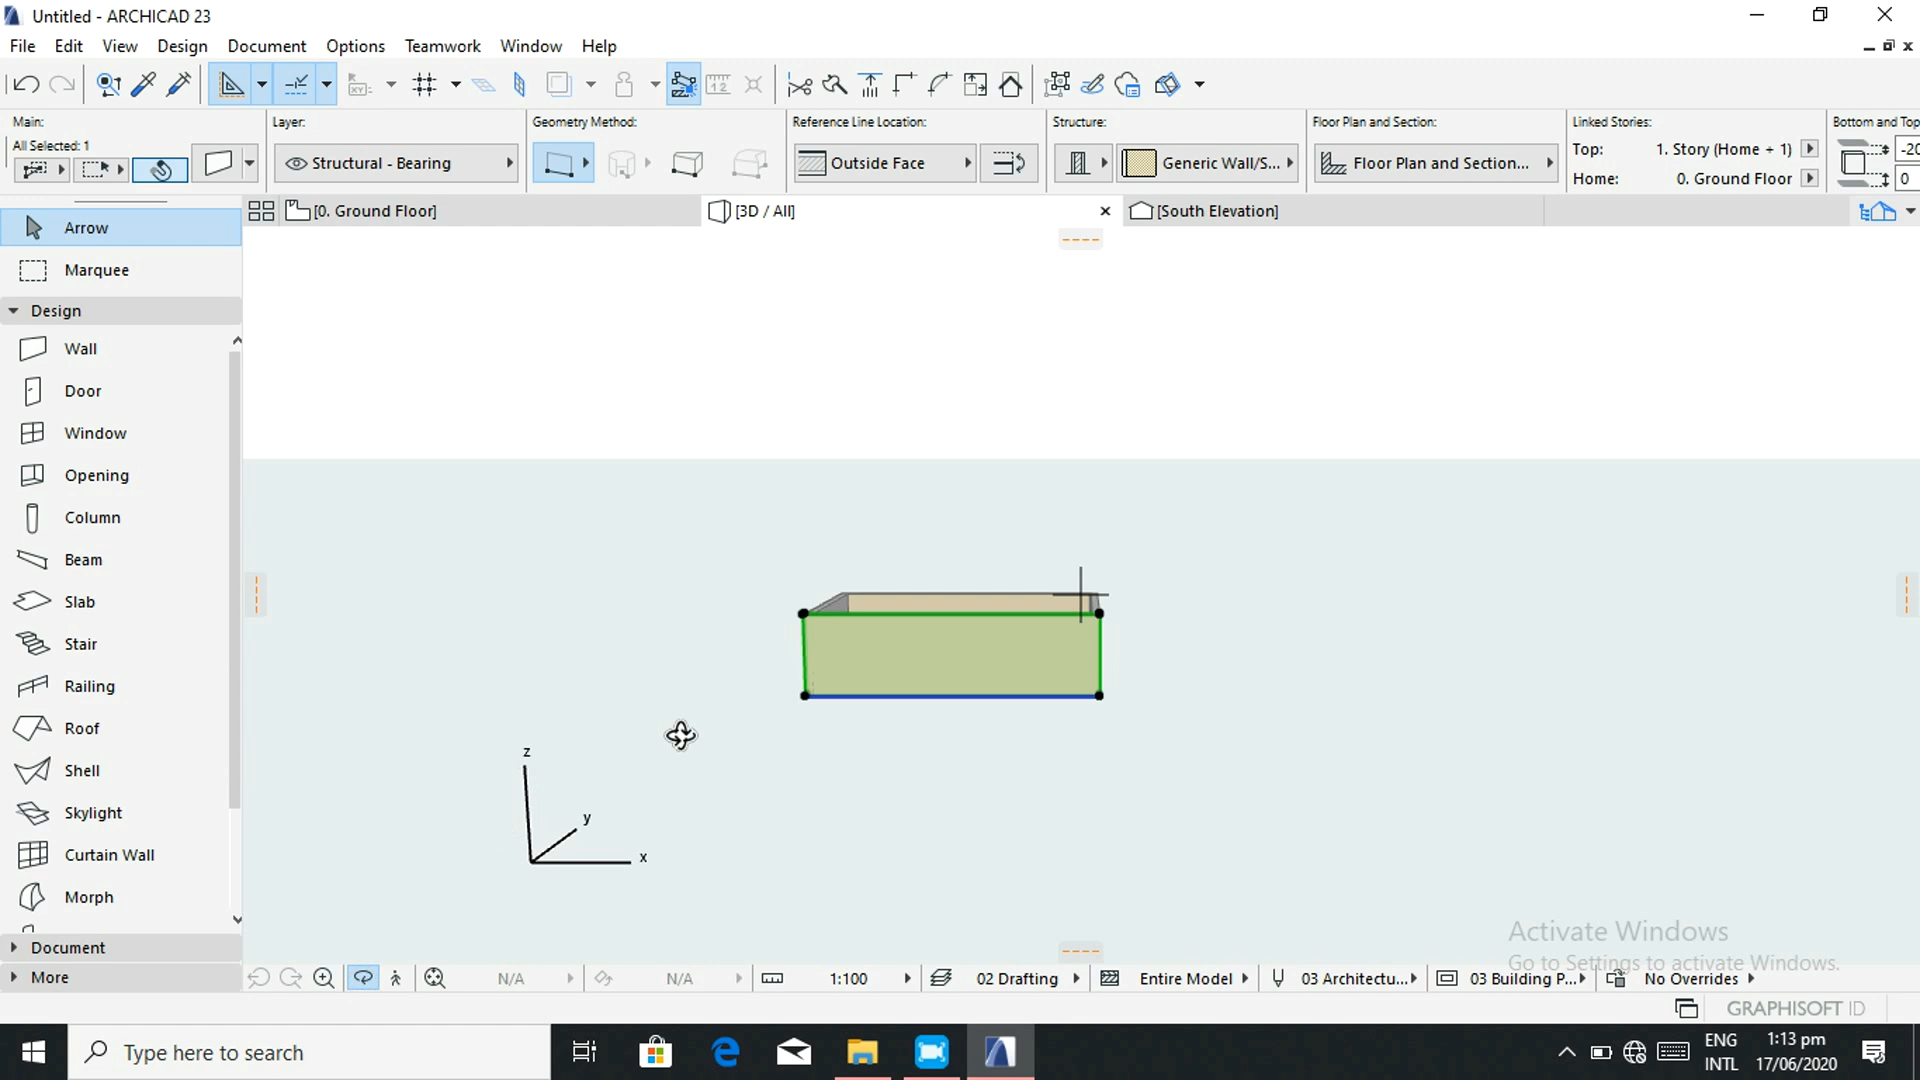 Untitled - ARCHICAD 23
File Edit View Design Document Options Teamwork Window Help
Main: Layer: Geometry Method: Reference Line Location: Structure: Floor Plan and Section: Linked Stories: Bottom and Top
All Selected: 1
Structural - Bearing Outside Face Generic Wall/S... Floor Plan and Section...
Top: 1. Story (Home + 1) -20
Home: 0. Ground Floor 0
[0. Ground Floor] [3D / All] [South Elevation]
Arrow
Marquee
Design
Wall
Door
Window
Opening
Column
Beam
Slab
Stair
Railing
Roof
Shell
Skylight
Curtain Wall
Morph
Document
More
z
y
x
Activate Windows
Go to Settings to activate Windows.
N/A N/A 1:100 02 Drafting Entire Model 03 Architectu... 03 Building P... No Overrides
GRAPHISOFT ID
Type here to search
ENG
INTL
1:13 pm
17/06/2020